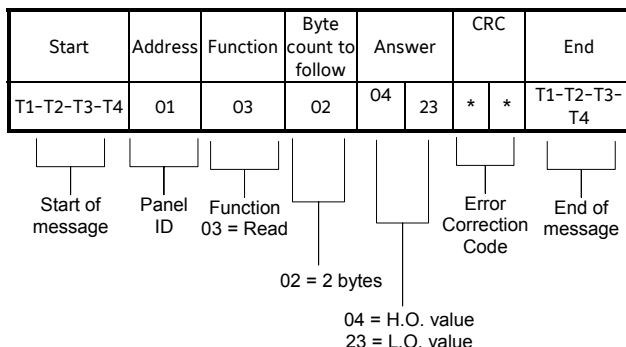 Start Address Function Byte count to follow Answer CRC End
T1-T2-T3-T4 01 03 02 04 23 * * T1-T2-T3-T4
Start of message
Panel ID
Function 03 = Read
02 = 2 bytes
04 = H.O. value
23 = L.O. value
Error Correction Code
End of message